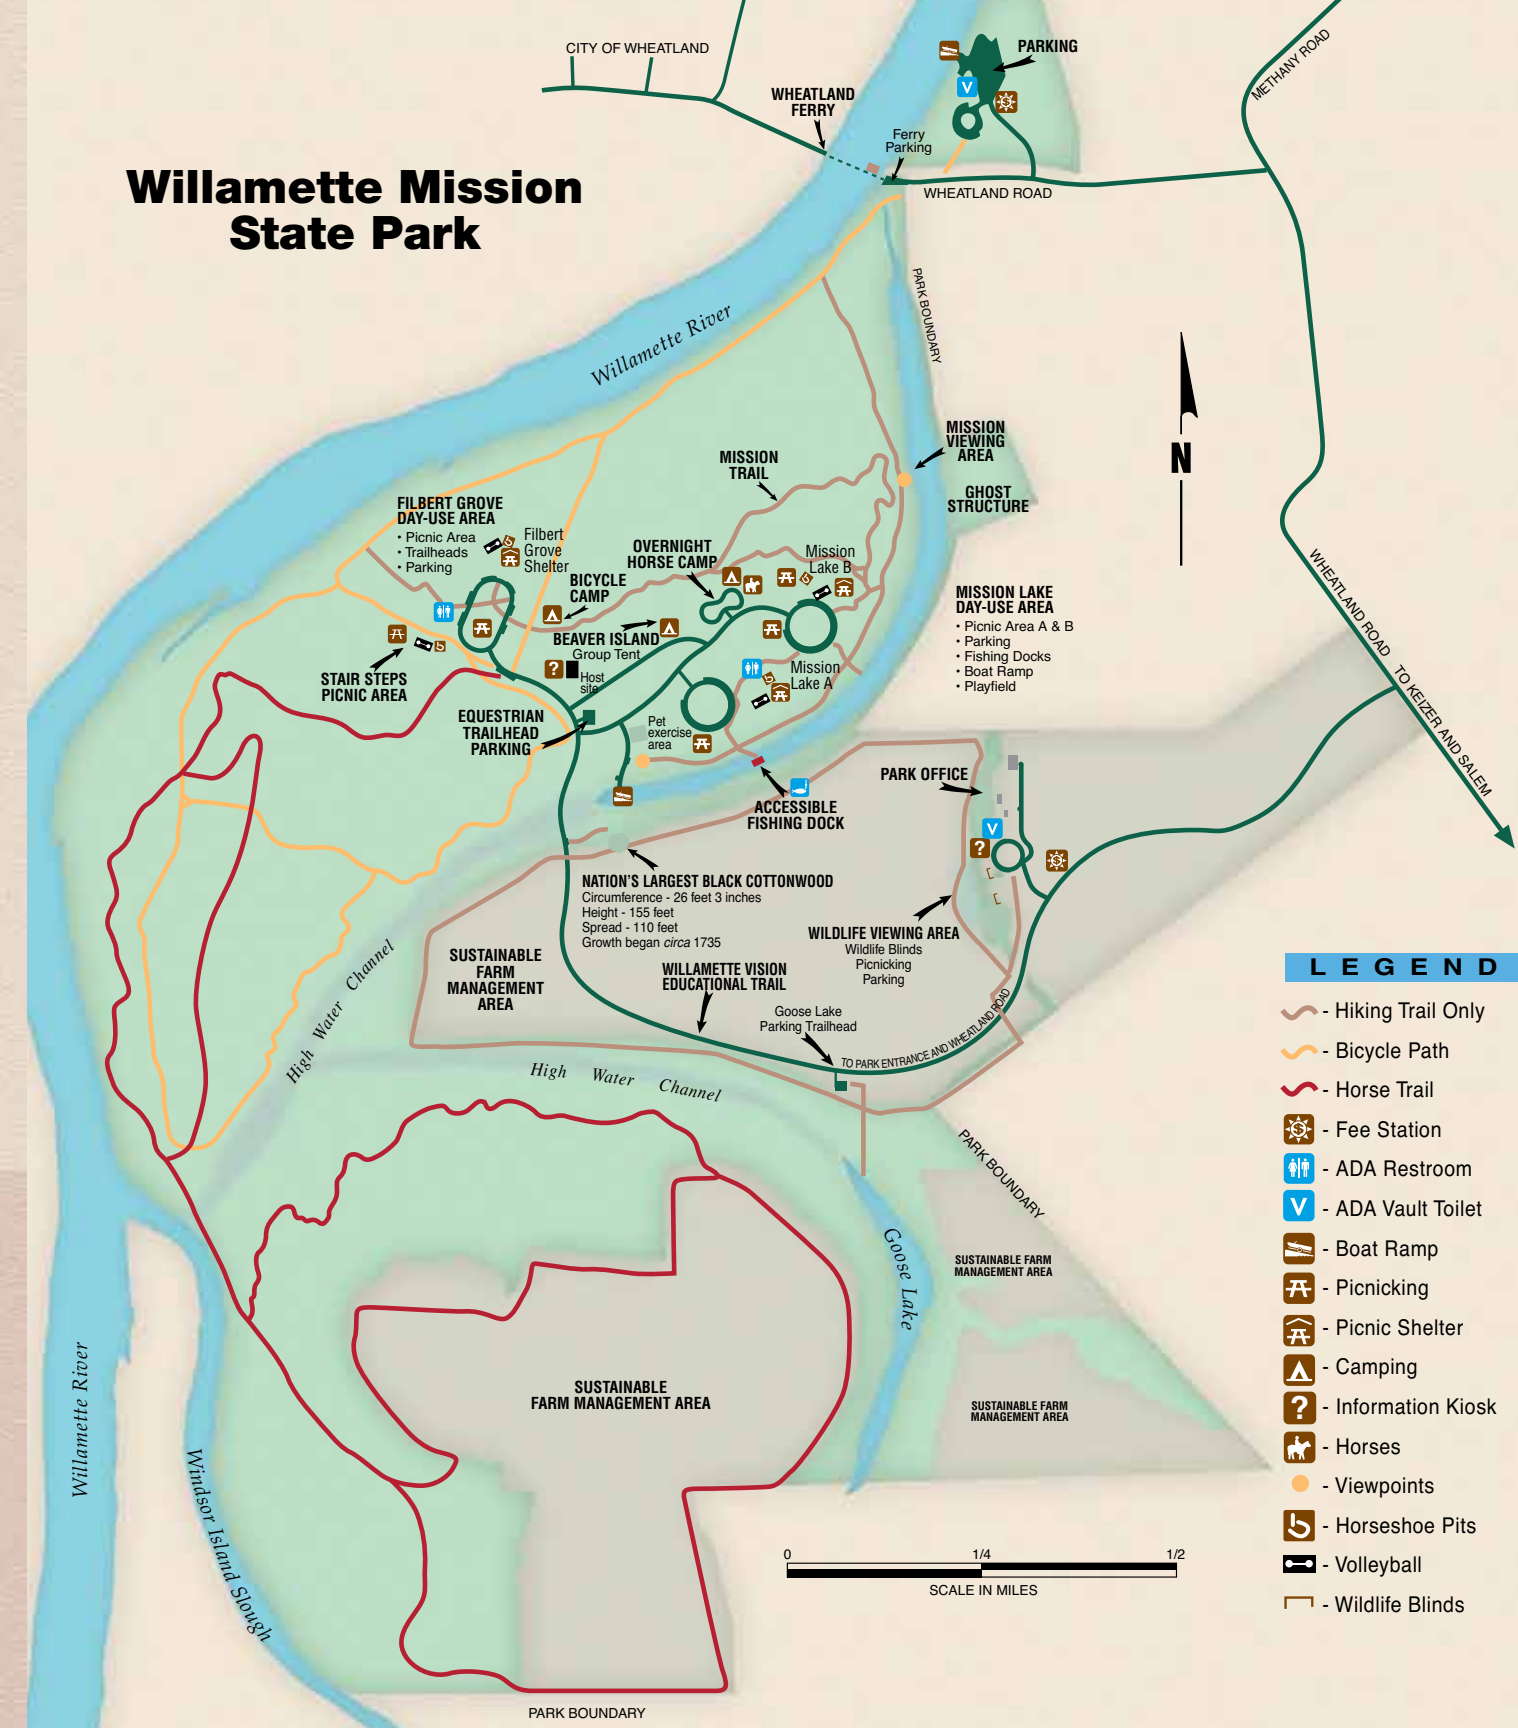 Willamette Mission
State Park
CITY OF WHEATLAND
WHEATLAND
FERRY
PARKING
V
Ferry
Parking
WHEATLAND ROAD
METHANY ROAD
Willamette River
PARK BOUNDARY
N
MISSION
VIEWING
AREA
GHOST
STRUCTURE
MISSION
TRAIL
FILBERT GROVE
DAY-USE AREA
• Picnic Area
• Trailheads
• Parking
Filbert
Grove
Shelter
OVERNIGHT
HORSE CAMP
Mission
Lake B
BICYCLE
CAMP
BEAVER ISLAND
Group Tent
?
Host
site
MISSION LAKE
DAY-USE AREA
• Picnic Area A & B
• Parking
• Fishing Docks
• Boat Ramp
• Playfield
WHEATLAND ROAD TO KEIZER AND SALEM
STAIR STEPS
PICNIC AREA
Mission
Lake A
EQUESTRIAN
TRAILHEAD
PARKING
Pet
exercise
area
PARK OFFICE
V
?
ACCESSIBLE
FISHING DOCK
NATION'S LARGEST BLACK COTTONWOOD
Circumference - 26 feet 3 inches
Height - 155 feet
Spread - 110 feet
Growth began circa 1735
WILDLIFE VIEWING AREA
Wildlife Blinds
Picnicking
Parking
SUSTAINABLE
FARM
MANAGEMENT
AREA
WILLAMETTE VISION
EDUCATIONAL TRAIL
Goose Lake
Parking Trailhead
TO PARK ENTRANCE AND WHEATLAND ROAD
High Water Channel
High Water Channel
PARK BOUNDARY
Goose Lake
SUSTAINABLE FARM
MANAGEMENT AREA
SUSTAINABLE FARM
MANAGEMENT AREA
SUSTAINABLE
FARM MANAGEMENT AREA
Willamette River
Windsor Island Slough
PARK BOUNDARY
0 1/4 1/2
SCALE IN MILES
LEGEND
- Hiking Trail Only
- Bicycle Path
- Horse Trail
- Fee Station
- ADA Restroom
V - ADA Vault Toilet
- Boat Ramp
- Picnicking
- Picnic Shelter
- Camping
? - Information Kiosk
- Horses
- Viewpoints
- Horseshoe Pits
- Volleyball
- Wildlife Blinds